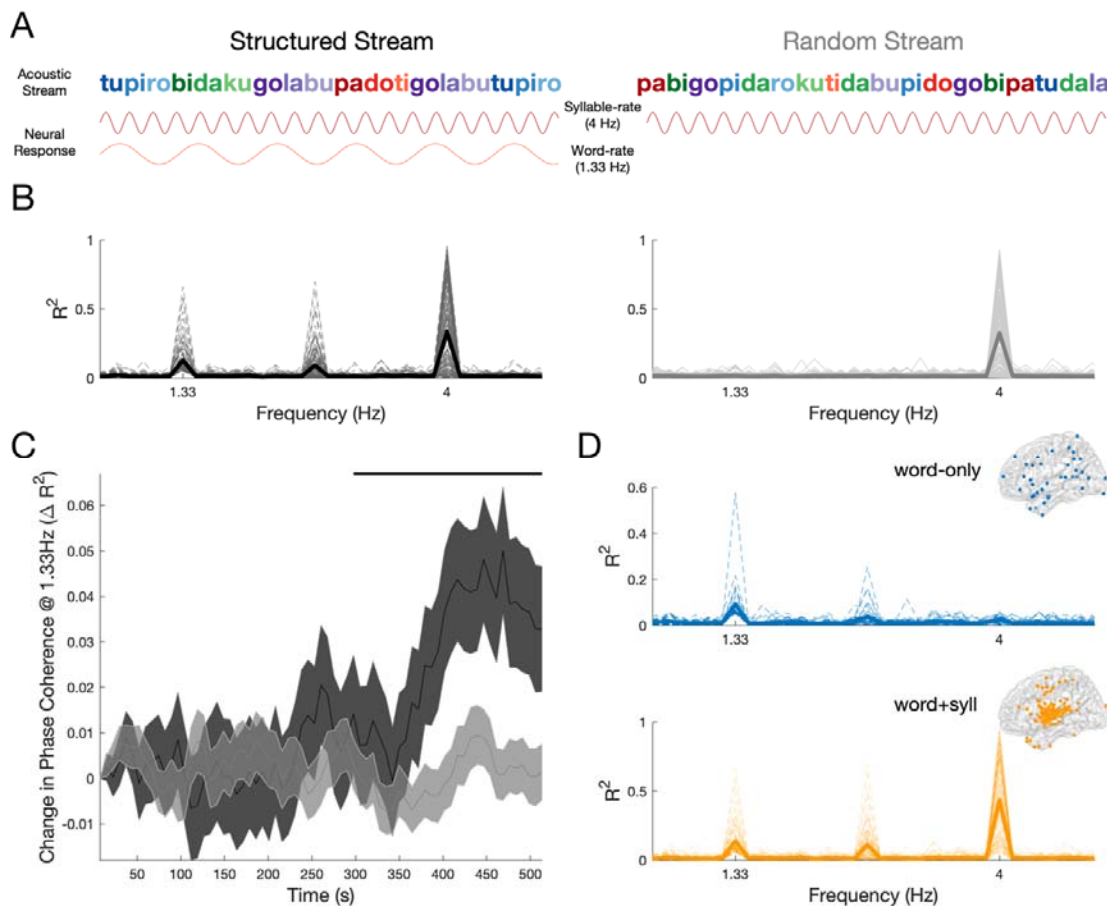 A
Structured Stream
Random Stream
Acoustic Stream
tupirobidakugolabupadotigolabutupiro
pabigopidarokutidabupidogobipatudala
Neural Response
Syllable-rate (4 Hz)
Word-rate (1.33 Hz)
B
R²
1
0.5
0
1.33
4
Frequency (Hz)
1
0.5
0
1.33
4
Frequency (Hz)
C
Change in Phase Coherence @ 1.33Hz (Δ R²)
0.06
0.05
0.04
0.03
0.02
0.01
0
-0.01
50 100 150 200 250 300 350 400 450 500
Time (s)
D
word-only
R²
0.6
0.4
0.2
0
1.33
4
word+syll
R²
1
0.5
0
1.33
4
Frequency (Hz)